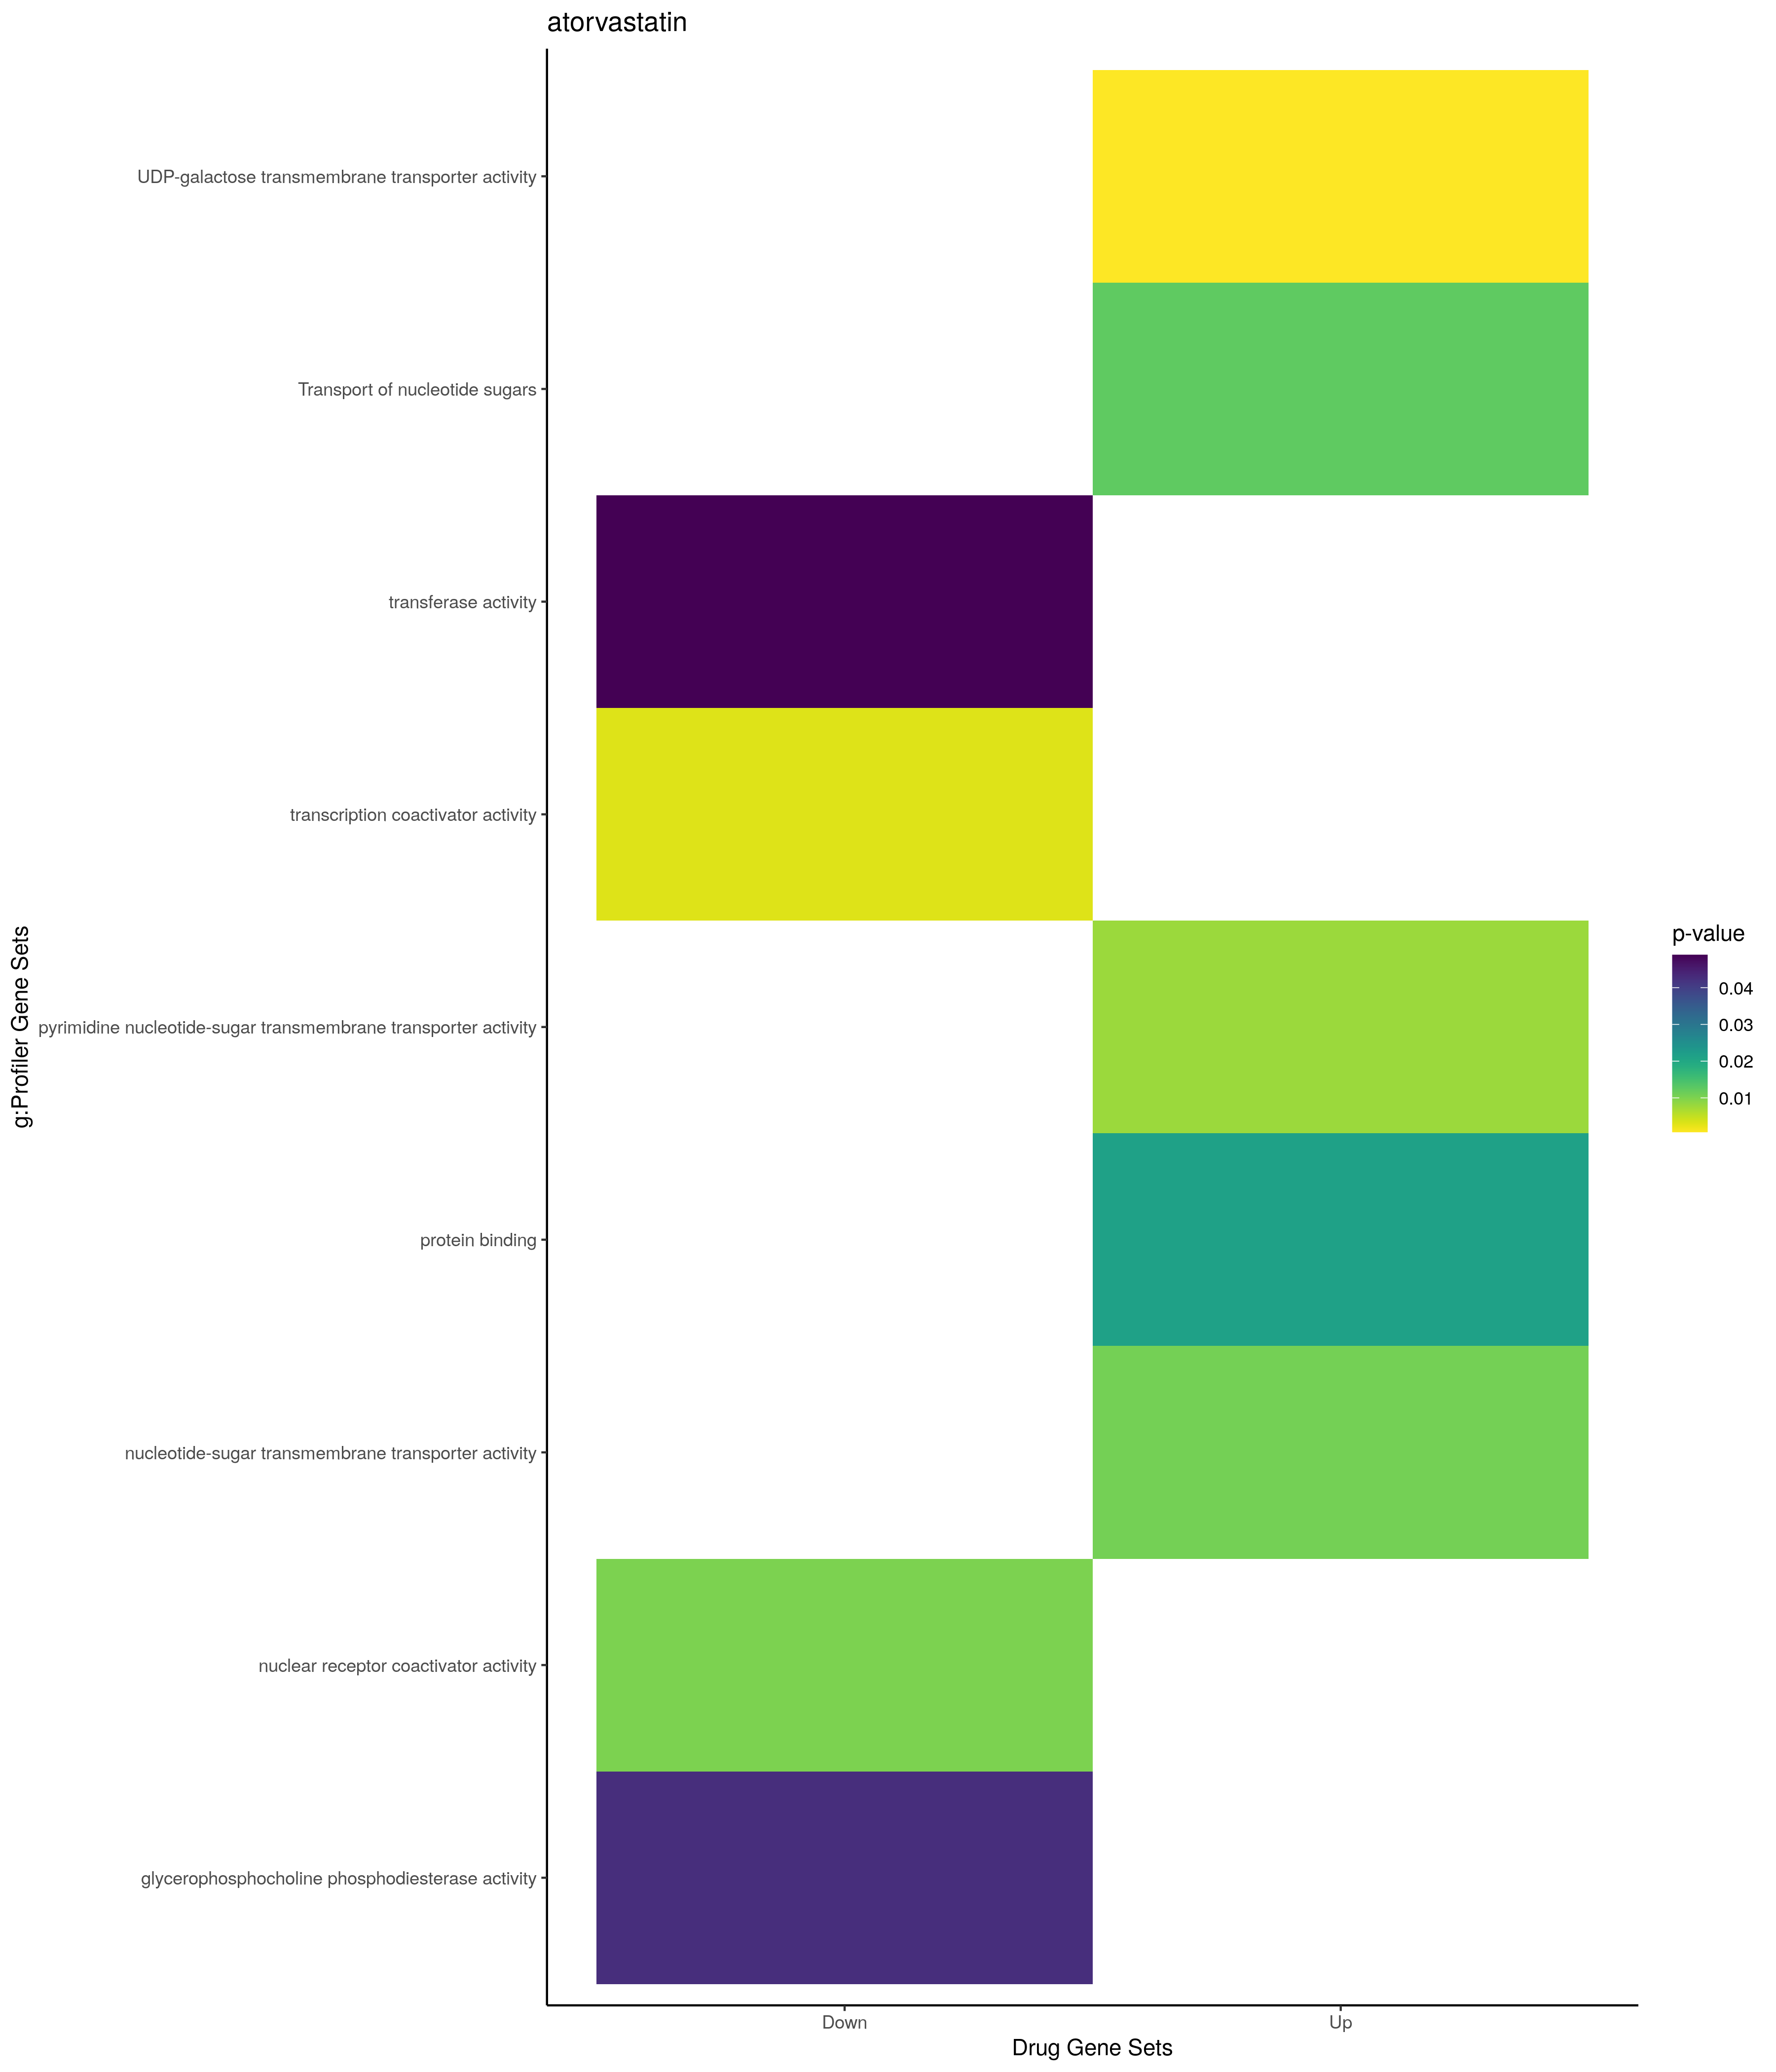 atorvastatin
g:Profiler Gene Sets
UDP-galactose transmembrane transporter activity
Transport of nucleotide sugars
transferase activity
transcription coactivator activity
pyrimidine nucleotide-sugar transmembrane transporter activity
protein binding
nucleotide-sugar transmembrane transporter activity
nuclear receptor coactivator activity
glycerophosphocholine phosphodiesterase activity
Down
Up
Drug Gene Sets
p-value
0.04
0.03
0.02
0.01